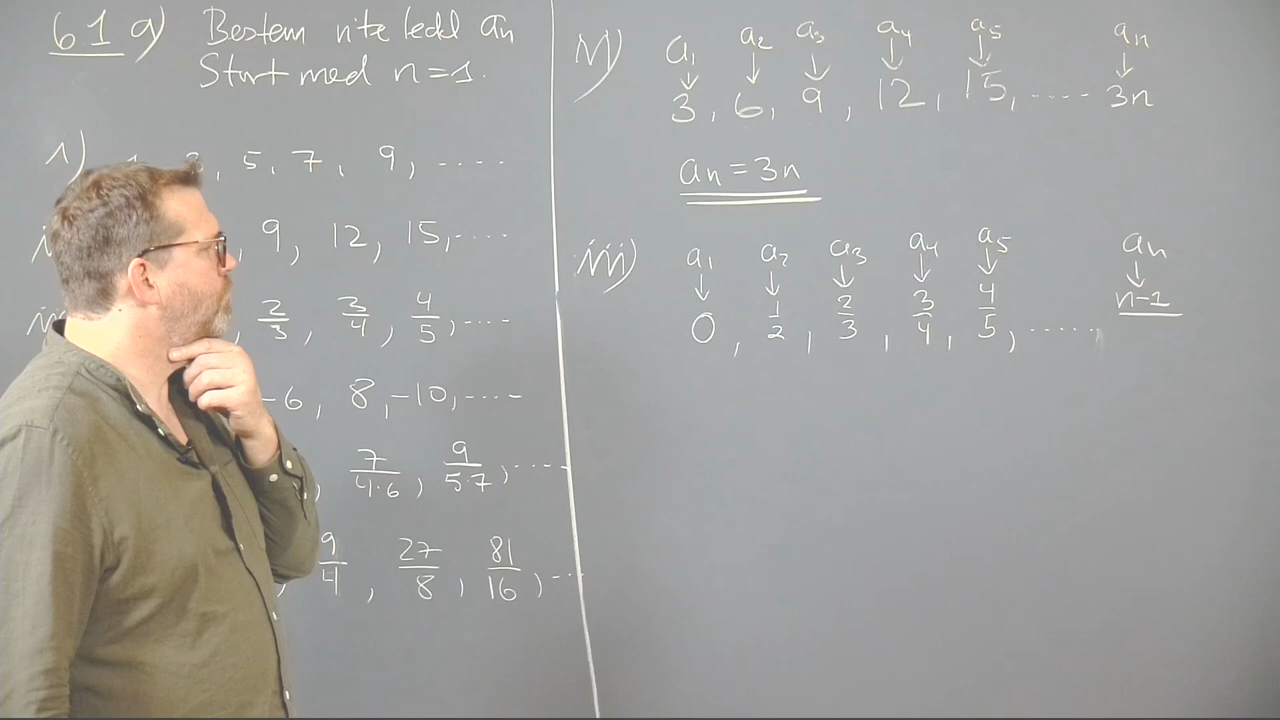 6.1 a) Bestem n'te ledd an
Start med n=1.
i) 1, 3, 5, 7, 9, ....
9, 12, 15, ....
2/3, 3/4, 4/5, ....
-6, 8, -10, ....
7/4·6, 9/5·7, ....
9/4, 27/8, 81/16, ...
ii) a1 a2 a3 a4 a5 an
↓ ↓ ↓ ↓ ↓ ↓
3, 6, 9, 12, 15, ..... 3n
an = 3n
iii) a1 a2 a3 a4 a5 an
↓ ↓ ↓ ↓ ↓ ↓
0, 1/2, 2/3, 3/4, 4/5, ...... n-1